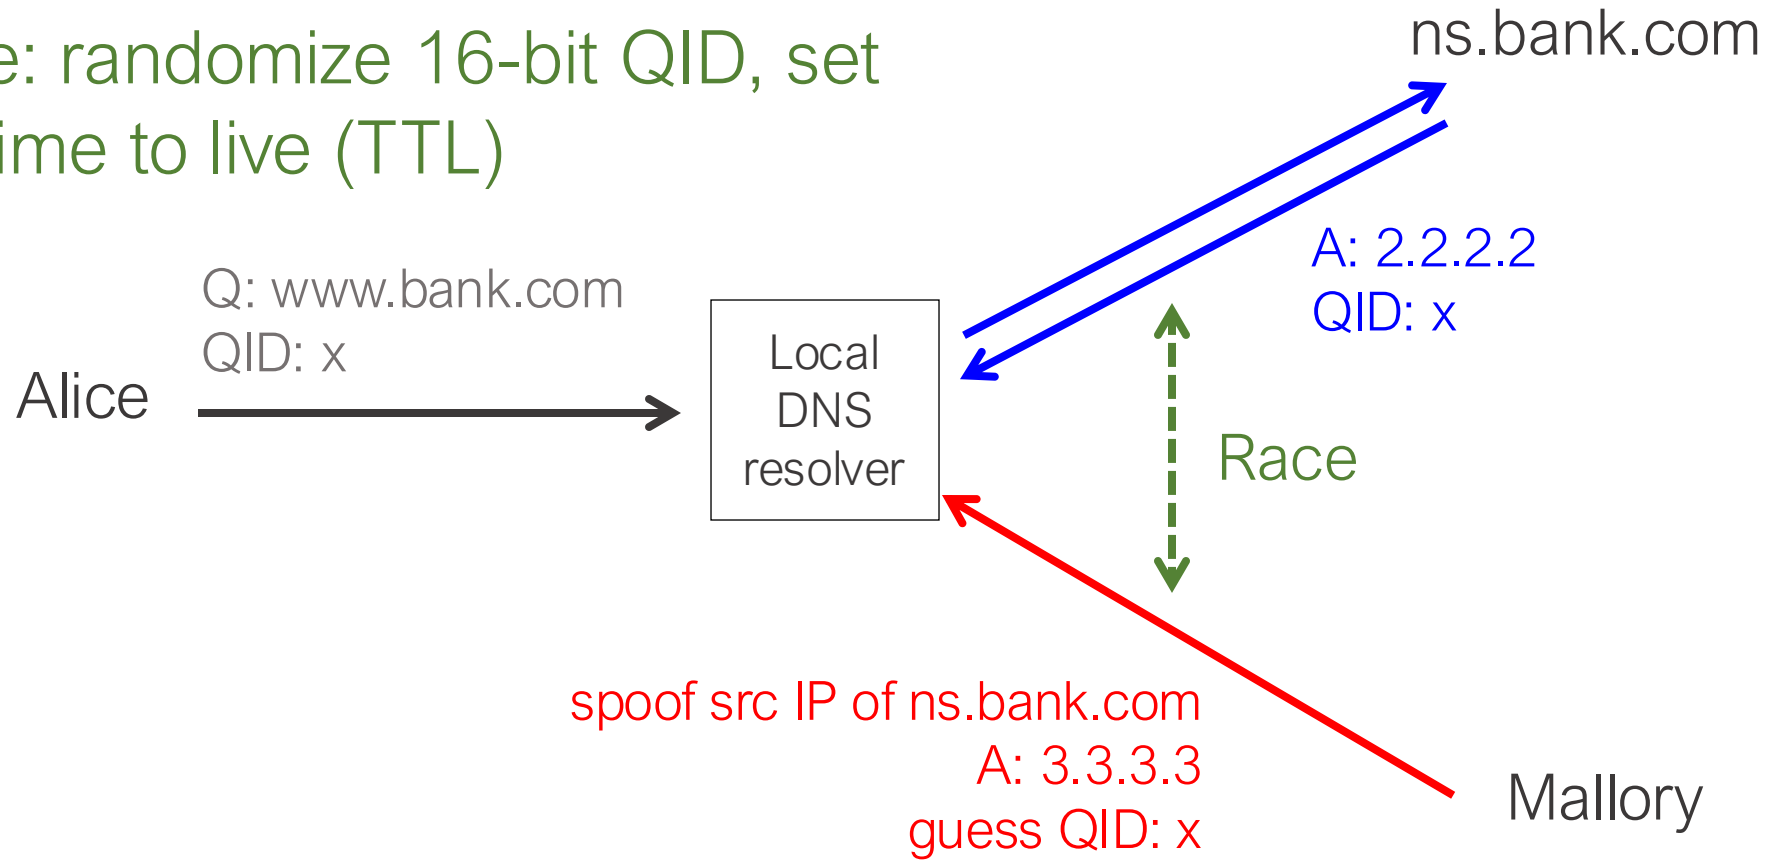 e: randomize 16-bit QID, set
ime to live (TTL)
ns.bank.com
A: 2.2.2.2
QID: x
Q: www.bank.com
QID: x
Alice
Local
DNS
resolver
Race
spoof src IP of ns.bank.com
A: 3.3.3.3
guess QID: x
Mallory